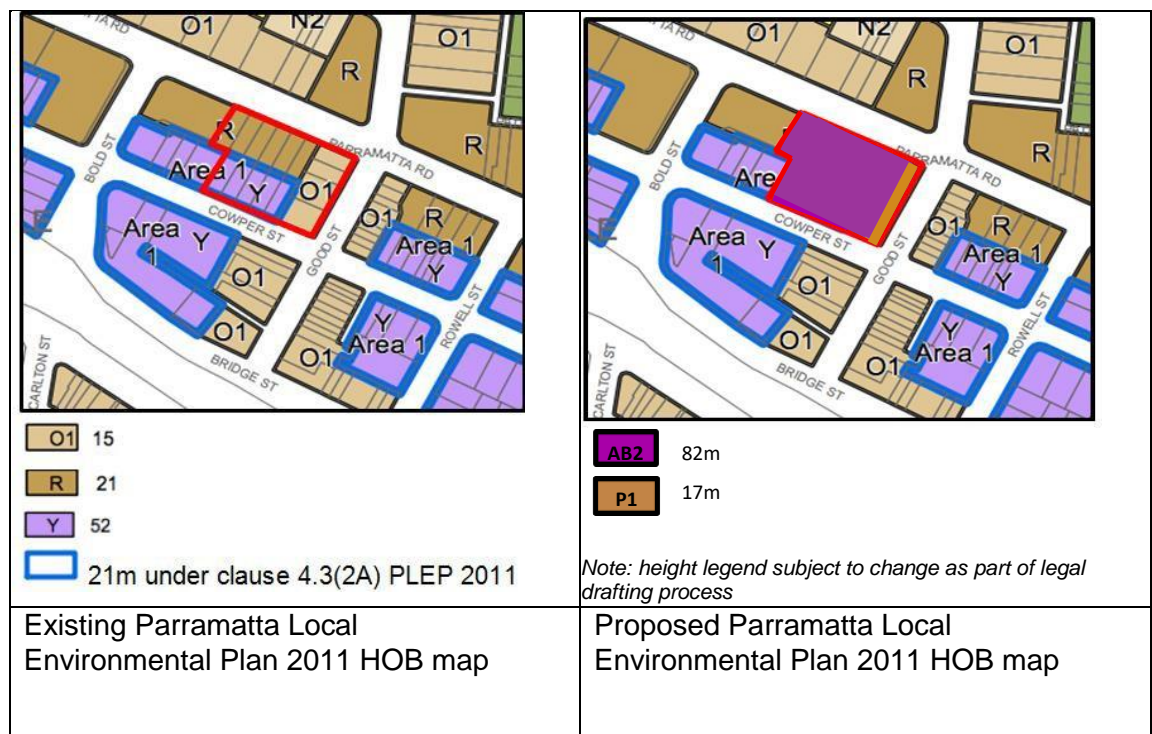 TTA RD
O1
N2
O1
R
R
PARRAMATTA RD
BOLD ST
R
Area 1
Y
O1
COWPER ST
GOOD ST
O1
R
Area 1
Y
Area
1
Y
O1
O1
ROWELL ST
Y
Area 1
O1
BRIDGE ST
CARLTON ST
O1 15
R 21
Y 52
21m under clause 4.3(2A) PLEP 2011
Existing Parramatta Local
Environmental Plan 2011 HOB map
TA RD
O1
N2
O1
R
R
PARRAMATTA RD
BOLD ST
Are
COWPER ST
GOOD ST
O1
R
Area 1
Y
Area
1
Y
O1
O1
ROWELL ST
Y
Area 1
O1
BRIDGE ST
CARLTON ST
AB2 82m
P1 17m
Note: height legend subject to change as part of legal
drafting process
Proposed Parramatta Local
Environmental Plan 2011 HOB map